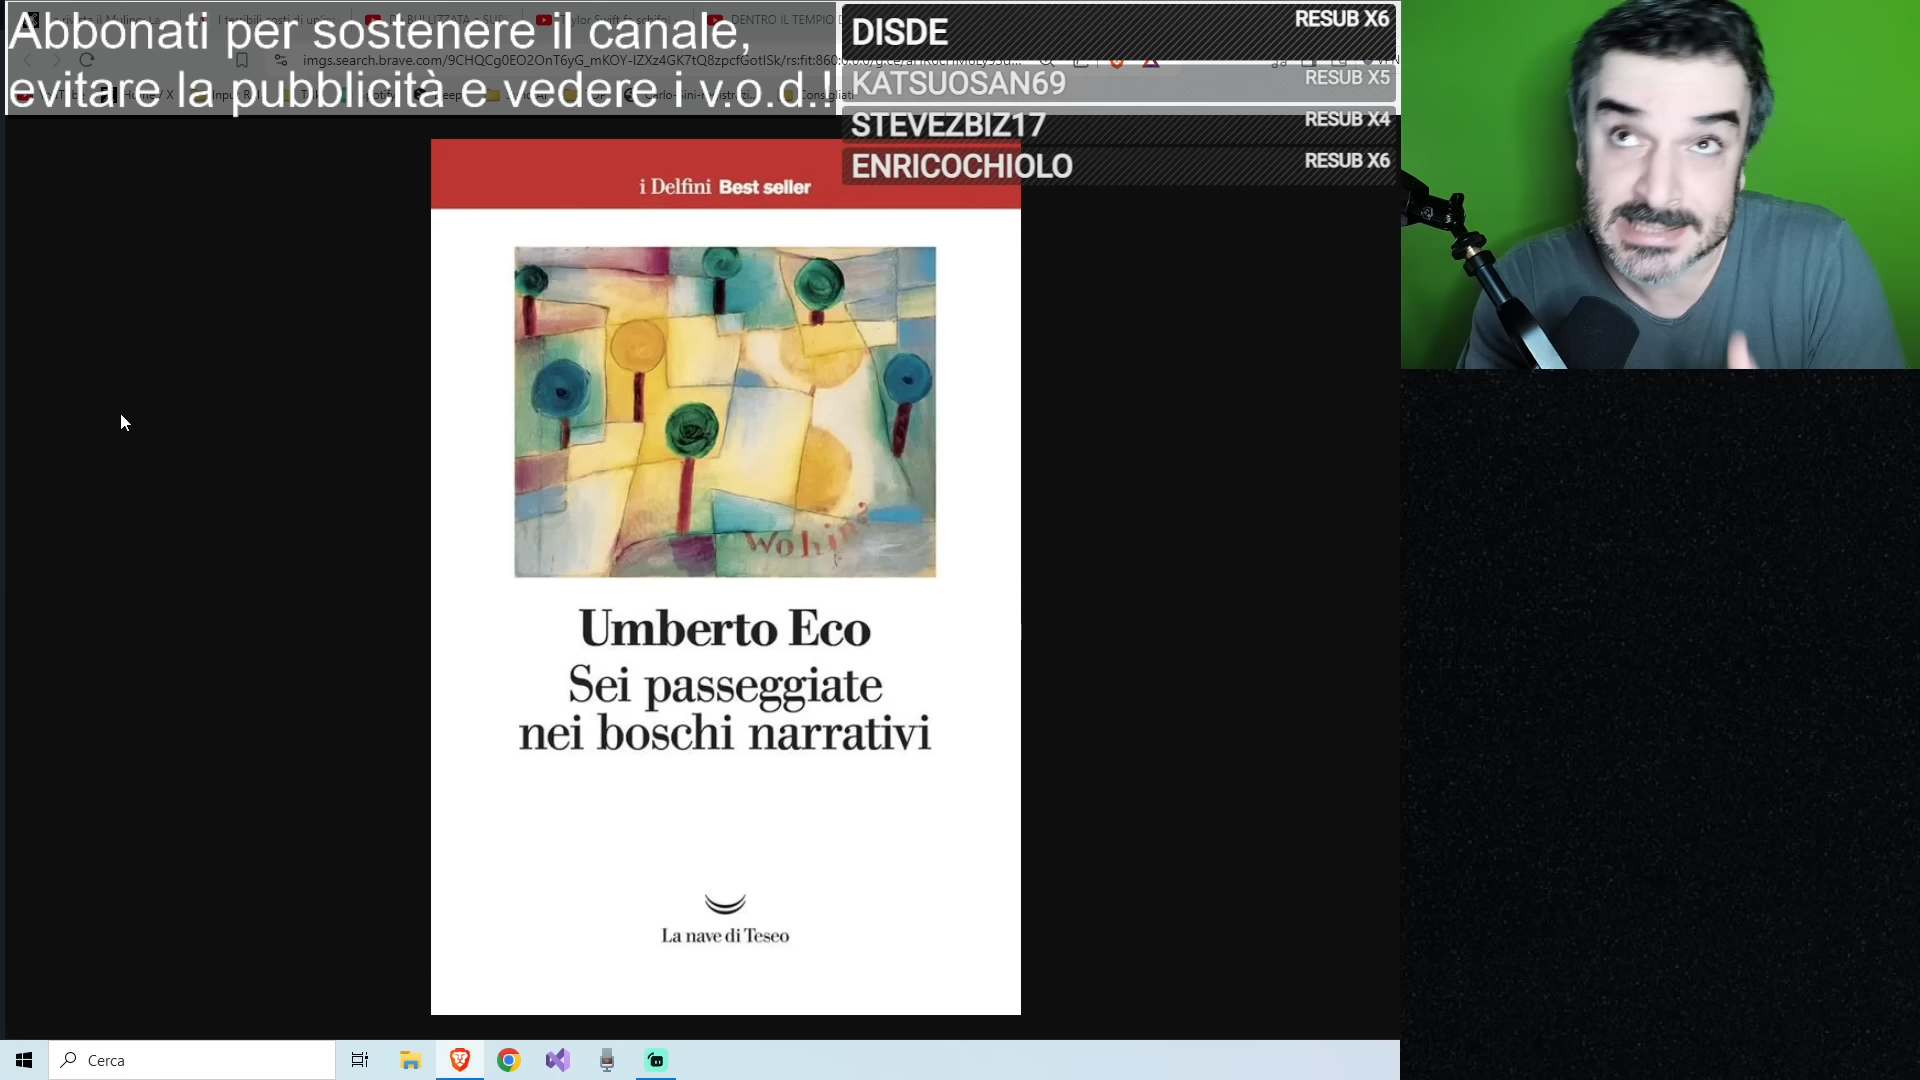 Abbonati per sostenere il canale,
evitare la pubblicità e vedere i v.o.d.!
DISDE RESUB X6
KATSUOSAN69 RESUB X5
STEVEZBIZ17 RESUB X4
ENRICOCHIOLO RESUB X6
i Delfini Best seller
Wohin?
Umberto Eco
Sei passeggiate
nei boschi narrativi
La nave di Teseo
Cerca